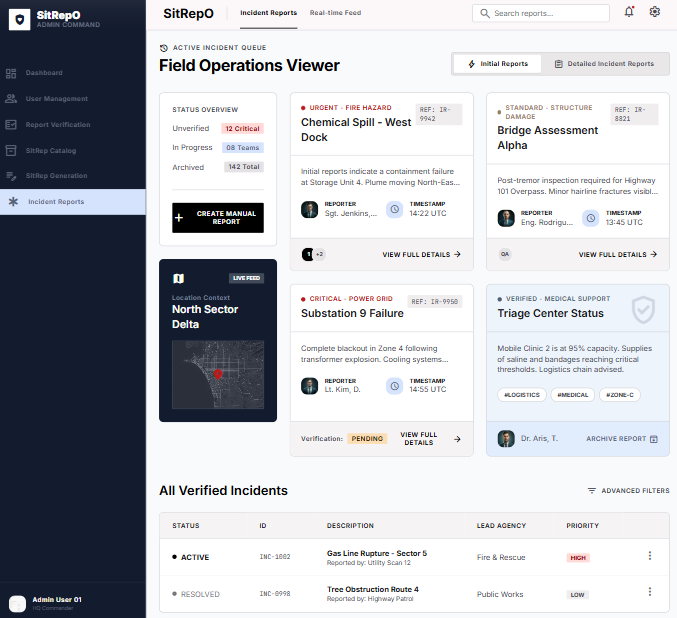 SitRepO
ADMIN COMMAND
Dashboard
User Management
Report Verification
SitRep Catalog
SitRep Generation
Incident Reports
Admin User 01
HQ Commander
SitRepO
Incident Reports
Real-time Feed
Search reports...
ACTIVE INCIDENT QUEUE
Field Operations Viewer
Initial Reports
Detailed Incident Reports
STATUS OVERVIEW
Unverified 12 Critical
In Progress 08 Teams
Archived 142 Total
+ CREATE MANUAL
REPORT
LIVE FEED
Location Context
North Sector
Delta
URGENT - FIRE HAZARD
REF: IR-
9942
Chemical Spill - West
Dock
Initial reports indicate a containment failure
at Storage Unit 4. Plume moving North-Eas...
REPORTER
Sgt. Jenkins,...
TIMESTAMP
14:22 UTC
+2
VIEW FULL DETAILS
STANDARD - STRUCTURE
DAMAGE
REF: IR-
8821
Bridge Assessment
Alpha
Post-tremor inspection required for Highway
101 Overpass. Minor hairline fractures visibl...
REPORTER
Eng. Rodrigu...
TIMESTAMP
13:45 UTC
OA
VIEW FULL DETAILS
CRITICAL - POWER GRID
REF: IR-9950
Substation 9 Failure
Complete blackout in Zone 4 following
transformer explosion. Cooling systems...
REPORTER
Lt. Kim, D.
TIMESTAMP
14:55 UTC
Verification: PENDING
VIEW FULL
DETAILS
VERIFIED - MEDICAL SUPPORT
Triage Center Status
Mobile Clinic 2 is at 95% capacity. Supplies
of saline and bandages reaching critical
thresholds. Logistics chain advised.
#LOGISTICS #MEDICAL #ZONE-C
Dr. Aris, T.
ARCHIVE REPORT
All Verified Incidents
ADVANCED FILTERS
STATUS ID DESCRIPTION LEAD AGENCY PRIORITY
ACTIVE INC-1002 Gas Line Rupture - Sector 5 Fire & Rescue HIGH
Reported by: Utility Scan 12
RESOLVED INC-0998 Tree Obstruction Route 4 Public Works LOW
Reported by: Highway Patrol